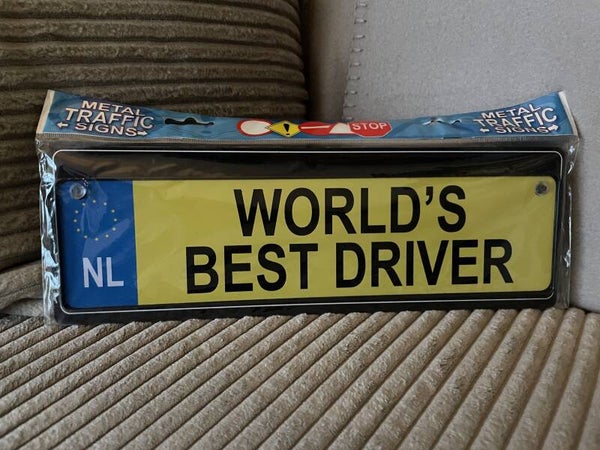 METAL
TRAFFIC
SIGNS
STOP
METAL
TRAFFIC
SIGNS
WORLD'S
BEST DRIVER
NL